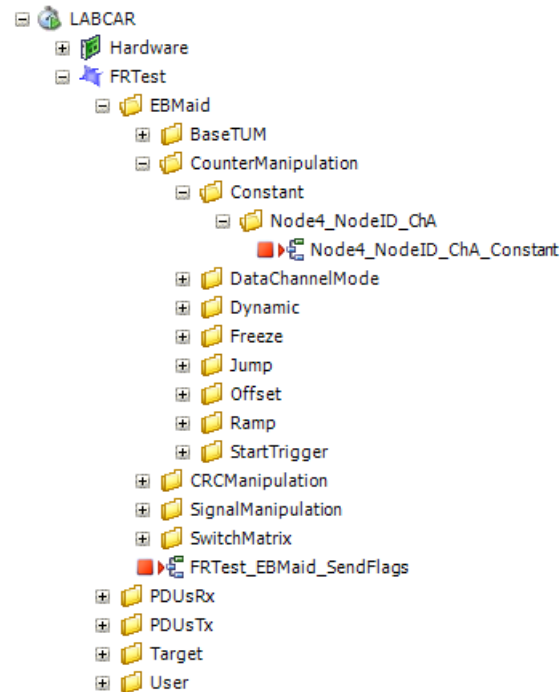 LABCAR
Hardware
FRTest
EBMaid
BaseTUM
CounterManipulation
Constant
Node4_NodeID_ChA
Node4_NodeID_ChA_Constant
DataChannelMode
Dynamic
Freeze
Jump
Offset
Ramp
StartTrigger
CRCManipulation
SignalManipulation
SwitchMatrix
FRTest_EBMaid_SendFlags
PDUsRx
PDUsTx
Target
User